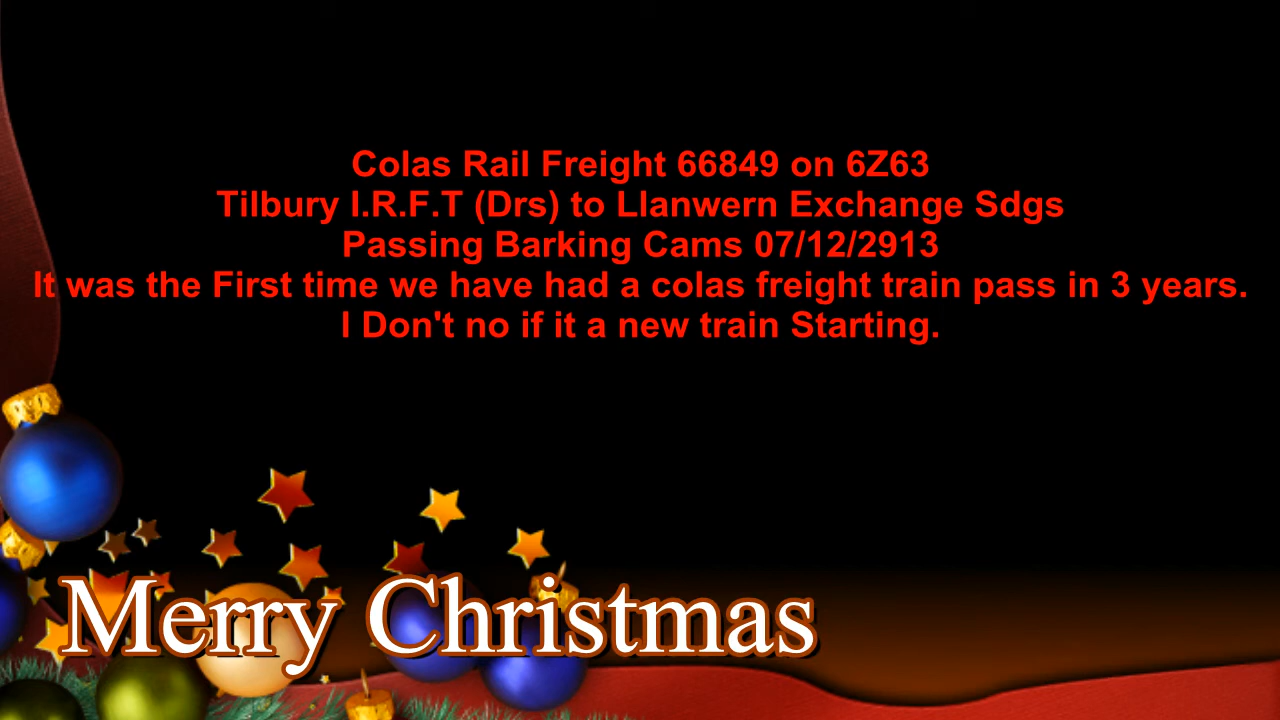 Colas Rail Freight 66849 on 6Z63
Tilbury I.R.F.T (Drs) to Llanwern Exchange Sdgs
Passing Barking Cams 07/12/2913
It was the First time we have had a colas freight train pass in 3 years.
I Don't no if it a new train Starting.
Merry Christmas